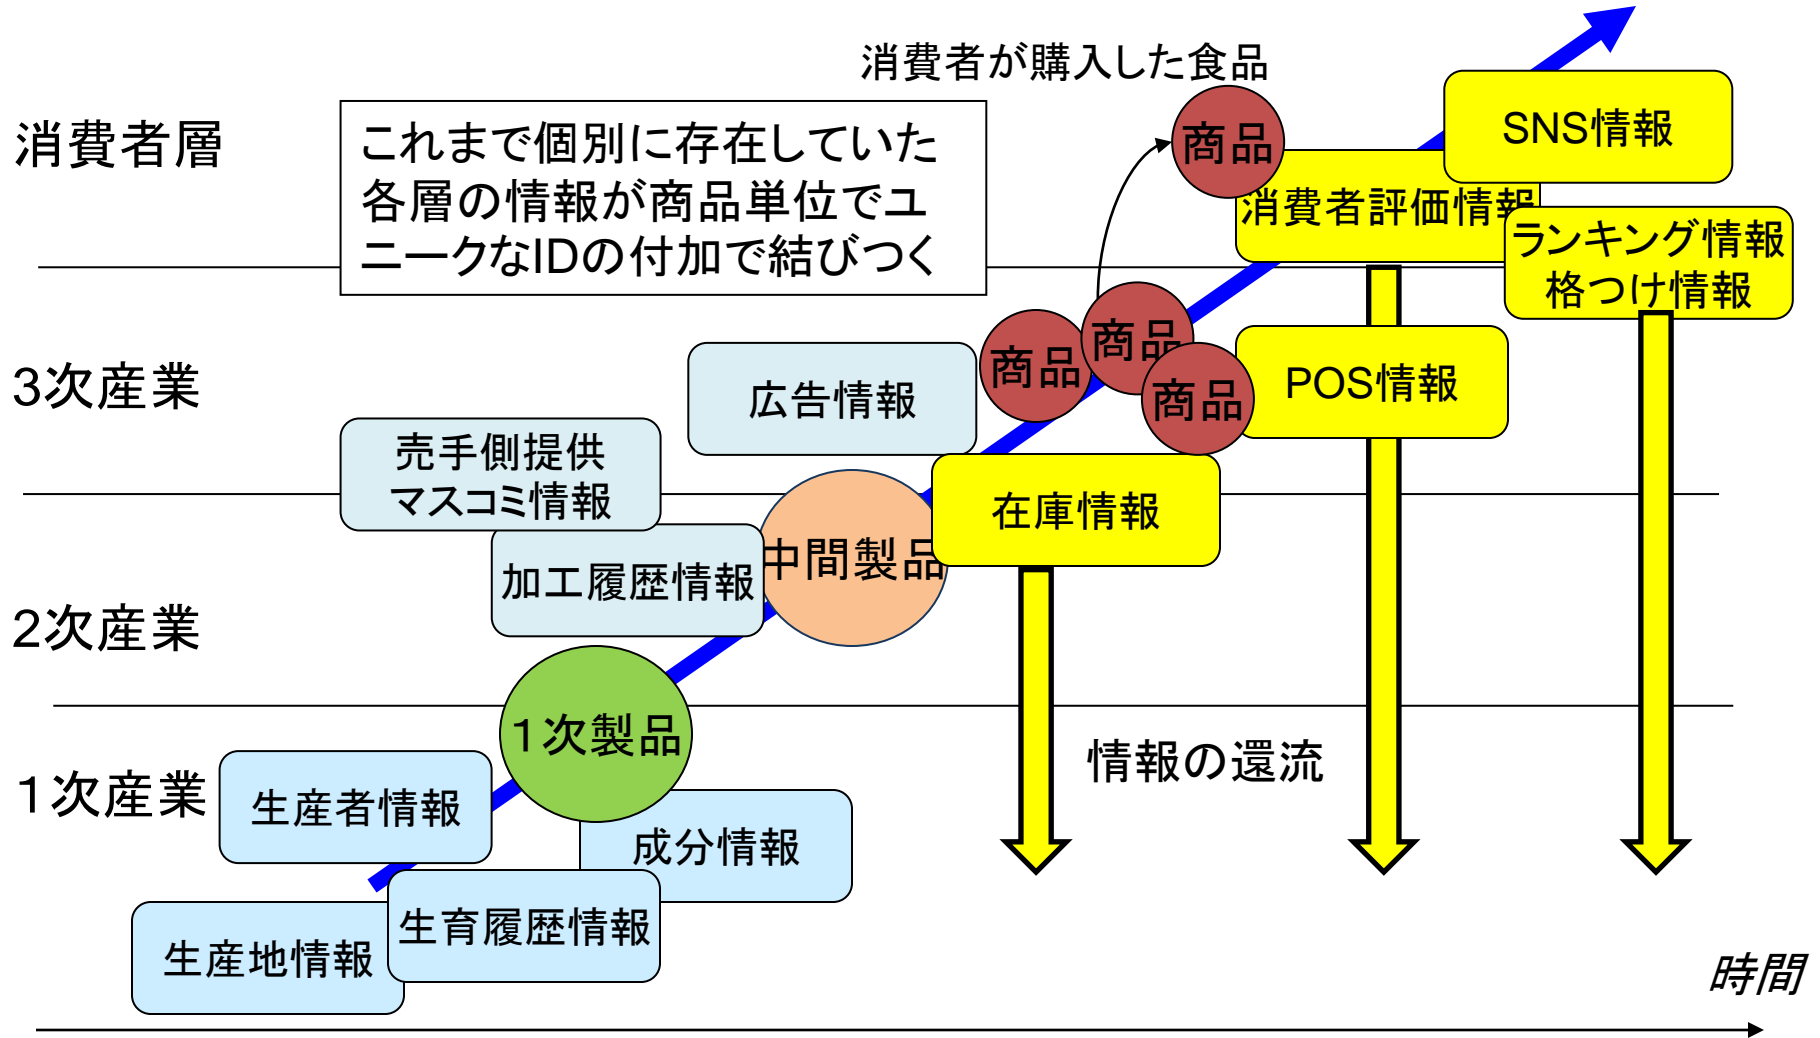 消費者が購入した食品
消費者層
これまで個別に存在していた
各層の情報が商品単位でユ
ニークなIDの付加で結びつく
商品
SNS情報
消費者評価情報
ランキング情報
格つけ情報
3次産業
広告情報
商品
商品
商品
POS情報
売手側提供
マスコミ情報
在庫情報
加工履歴情報
中間製品
2次産業
１次製品
情報の還流
１次産業
生産者情報
成分情報
生育履歴情報
生産地情報
時間